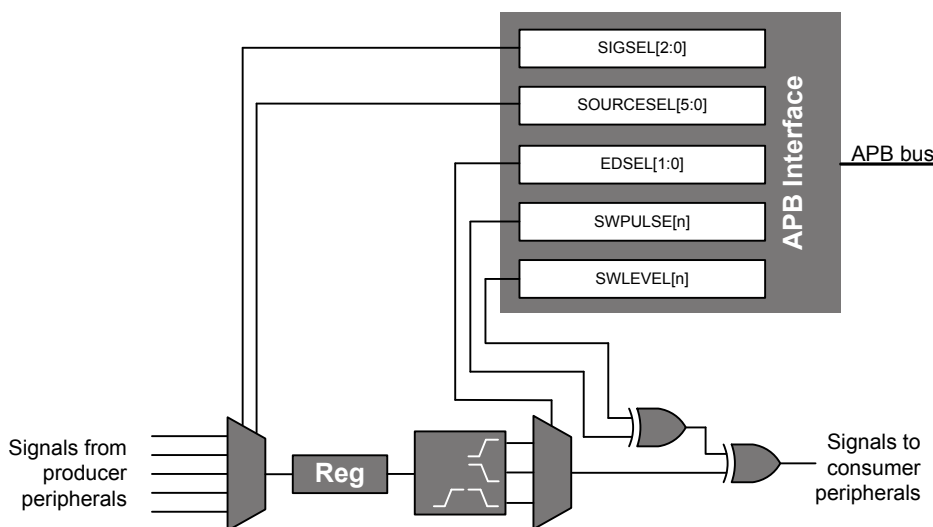 SIGSEL[2:0]
SOURCESEL[5:0]
EDSEL[1:0]
SWPULSE[n]
SWLEVEL[n]
APB Interface
APB bus
Signals from
producer
peripherals
Reg
Signals to
consumer
peripherals